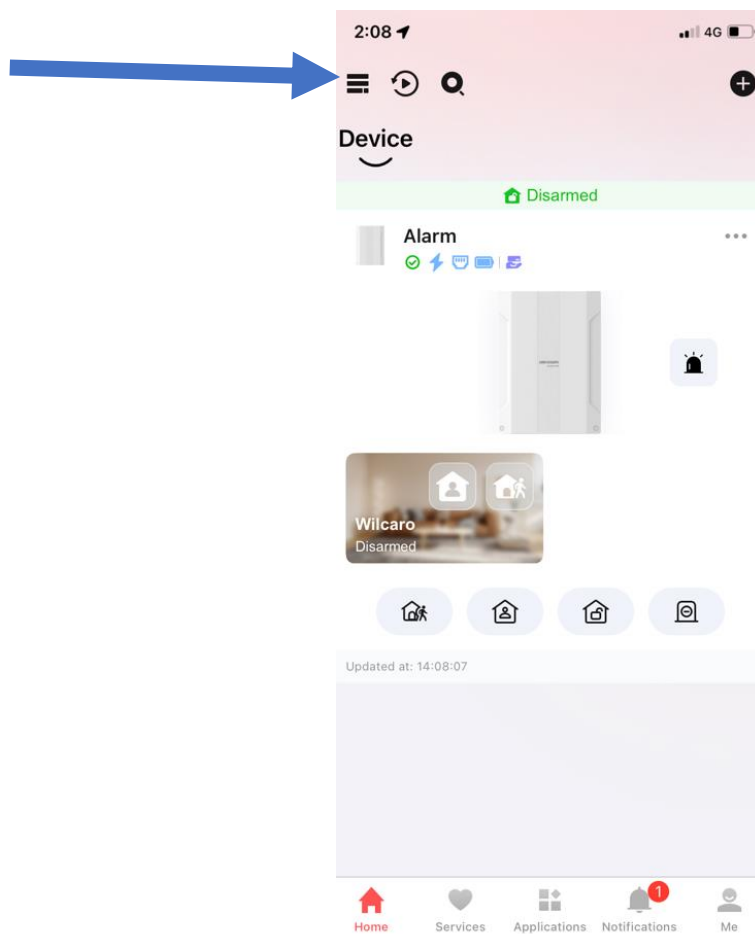 2:08
4G
Device
Disarmed
Alarm
Wilcaro
Disarmed
Updated at: 14:08:07
1
Home Services Applications Notifications Me